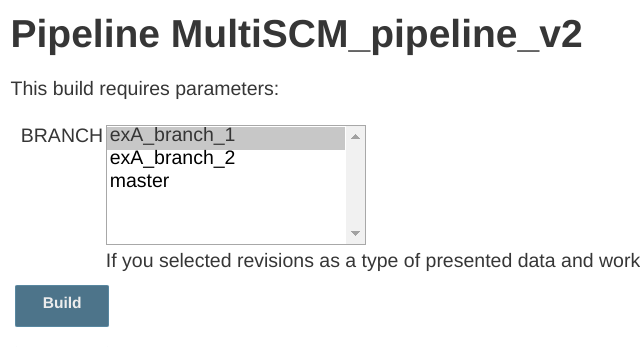 Pipeline MultiSCM_pipeline_v2
This build requires parameters:
BRANCH exA_branch_1
exA_branch_2
master
If you selected revisions as a type of presented data and work
Build